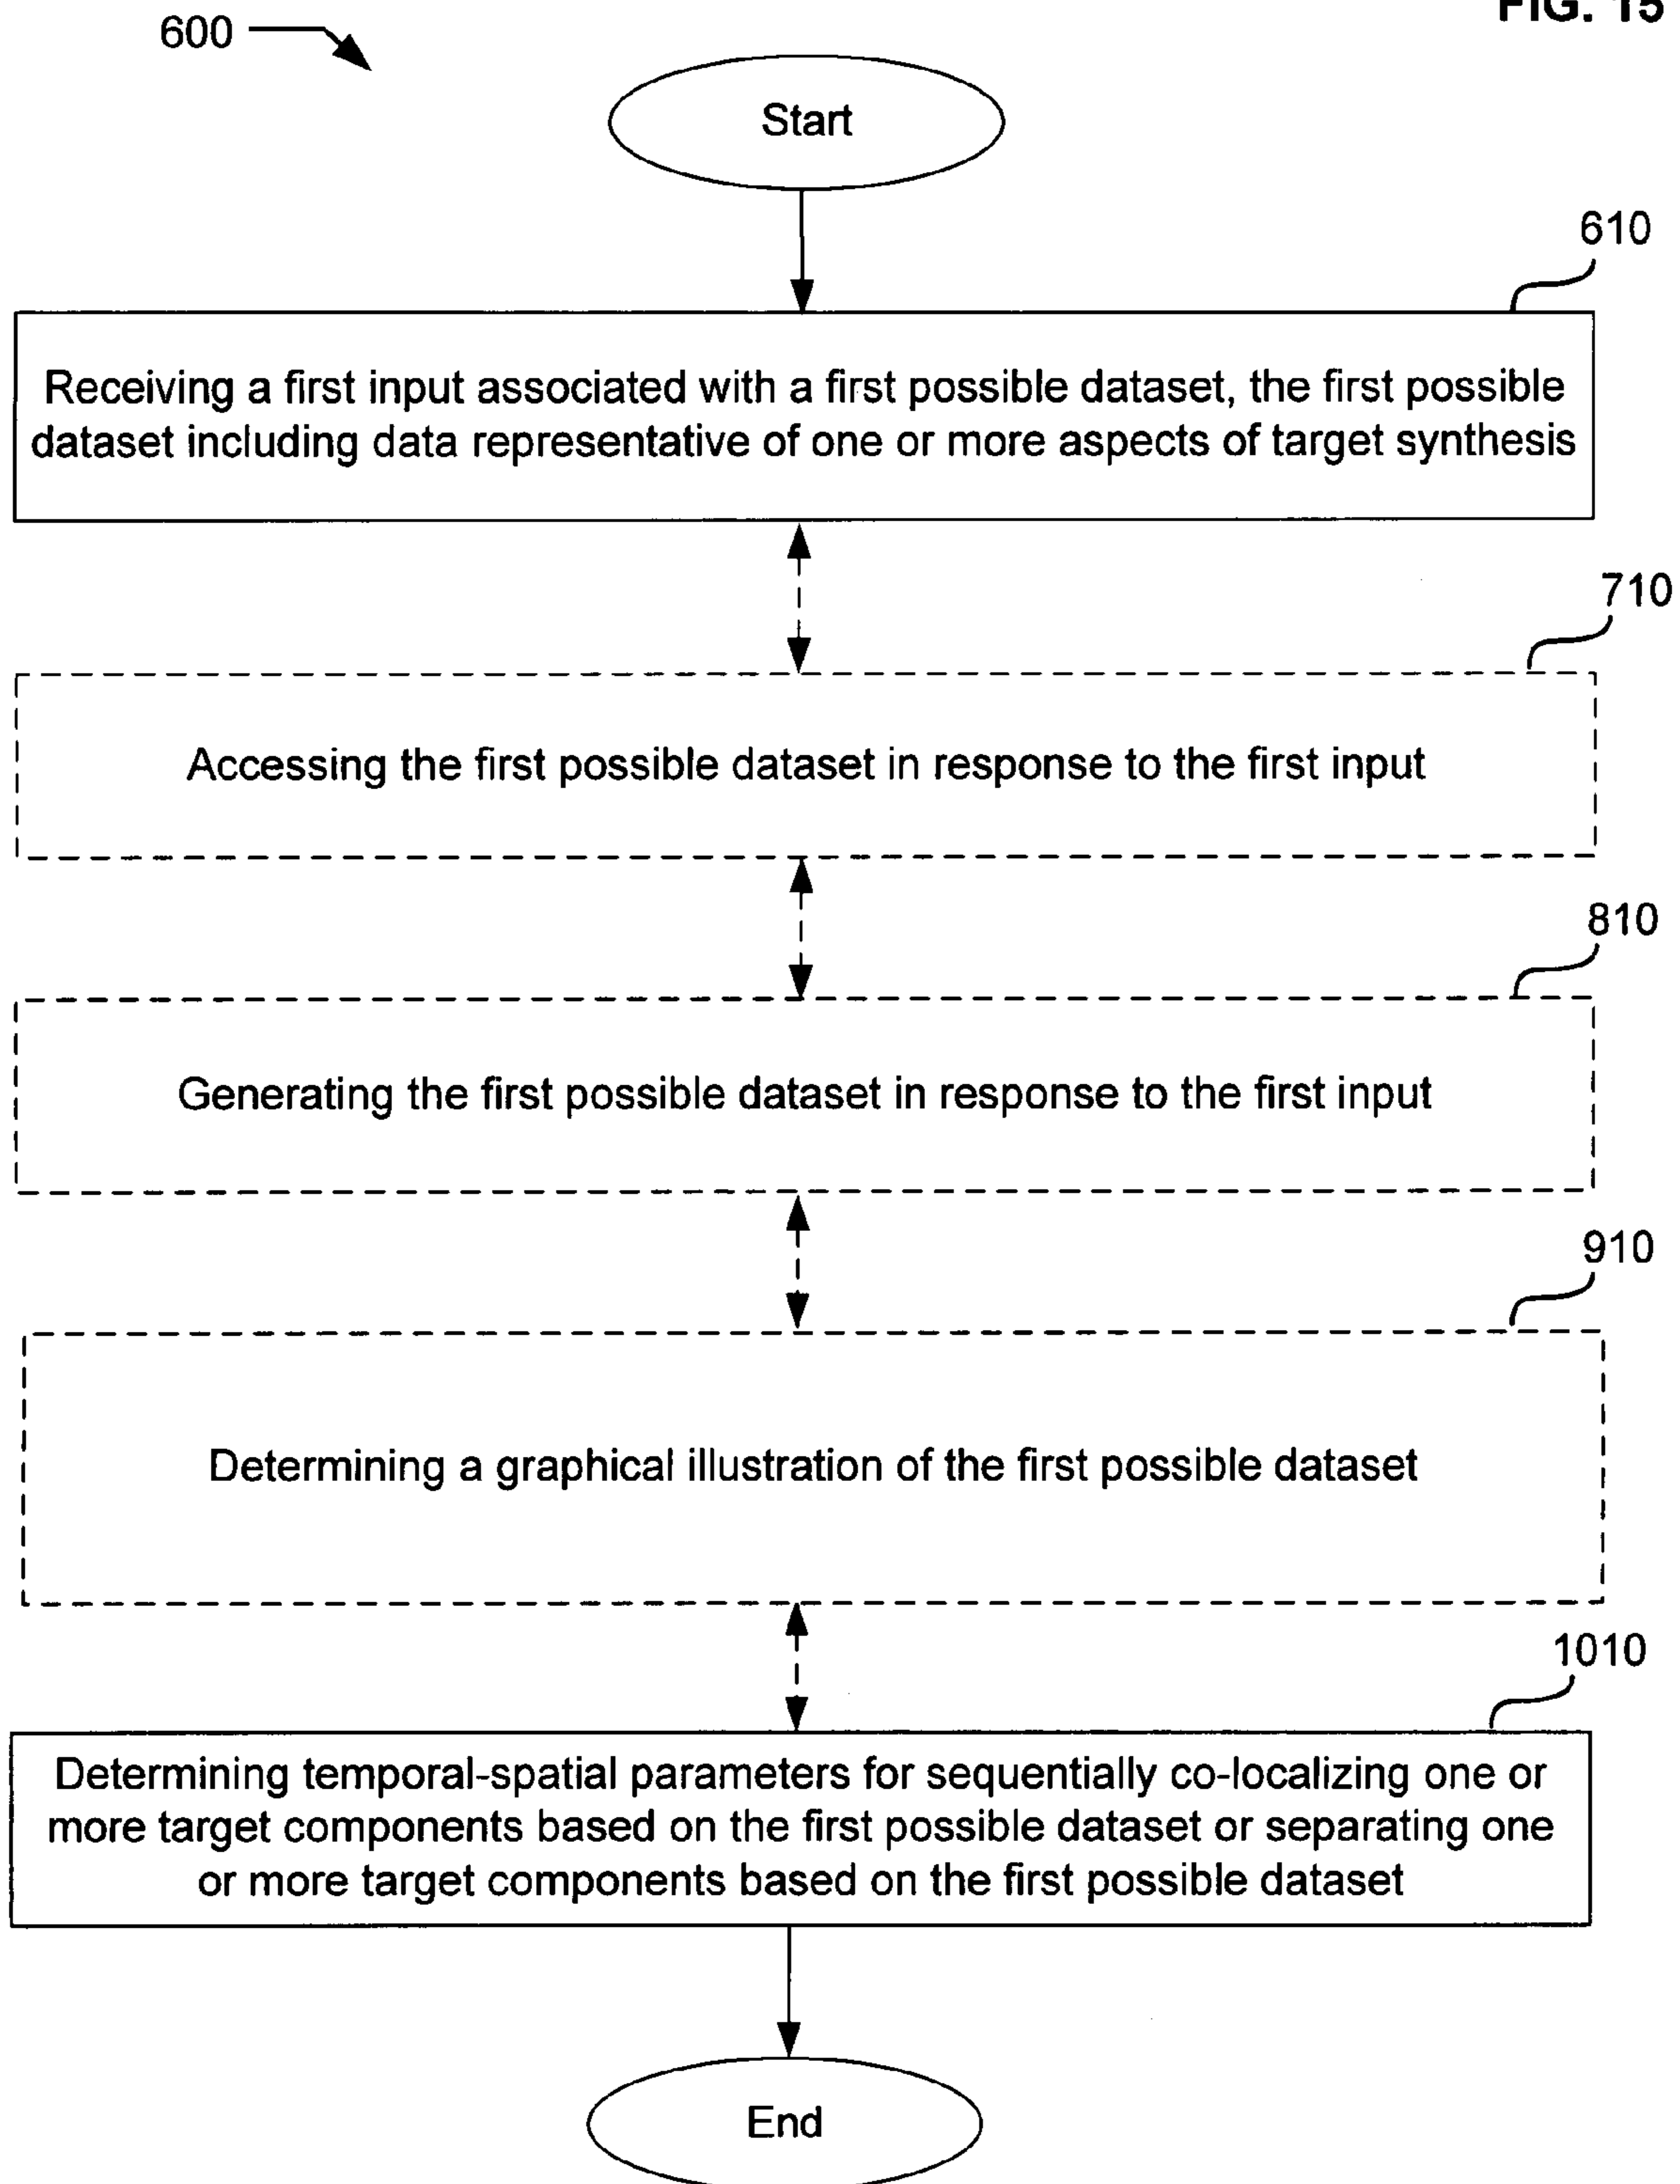 FIG. 15
600
Start
610
Receiving a first input associated with a first possible dataset, the first possible
dataset including data representative of one or more aspects of target synthesis
710
Accessing the first possible dataset in response to the first input
810
Generating the first possible dataset in response to the first input
910
Determining a graphical illustration of the first possible dataset
1010
Determining temporal-spatial parameters for sequentially co-localizing one or
more target components based on the first possible dataset or separating one
or more target components based on the first possible dataset
End